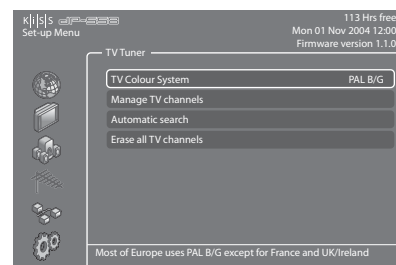 KISS DP-558
113 Hrs free
Set-up Menu
Mon 01 Nov 2004 12:00
Firmware version 1.1.0
TV Tuner
TV Colour System PAL B/G
Manage TV channels
Automatic search
Erase all TV channels
Most of Europe uses PAL B/G except for France and UK/Ireland